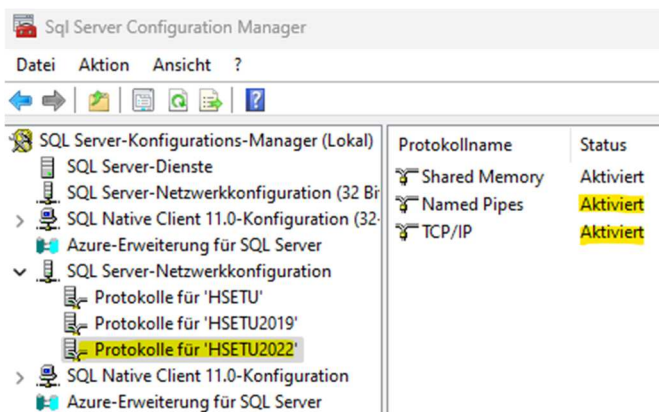 Sql Server Configuration Manager
Datei Aktion Ansicht ?
SQL Server-Konfigurations-Manager (Lokal)
SQL Server-Dienste
SQL Server-Netzwerkkonfiguration (32 Bi
SQL Native Client 11.0-Konfiguration (32-
Azure-Erweiterung für SQL Server
SQL Server-Netzwerkkonfiguration
Protokolle für 'HSETU'
Protokolle für 'HSETU2019'
Protokolle für 'HSETU2022'
SQL Native Client 11.0-Konfiguration
Azure-Erweiterung für SQL Server
Protokollname Status
Shared Memory Aktiviert
Named Pipes Aktiviert
TCP/IP Aktiviert